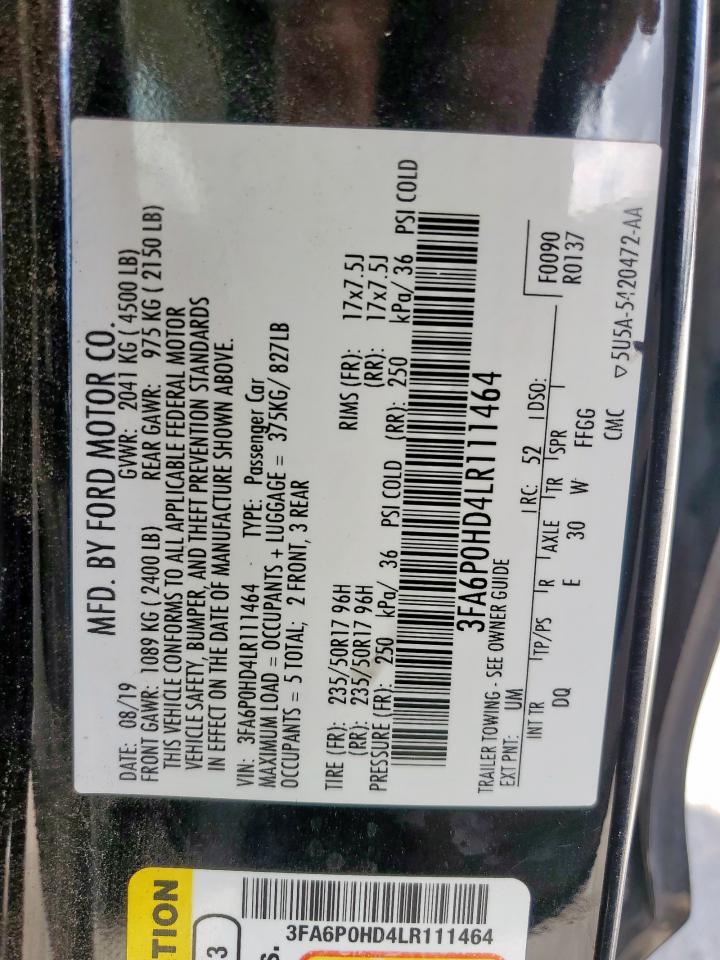 MFD. BY FORD MOTOR CO.
DATE: 08/19 GVWR: 2041 KG ( 4500 LB)
FRONT GAWR: 1089 KG ( 2400 LB) REAR GAWR: 975 KG ( 2150 LB)
THIS VEHICLE CONFORMS TO ALL APPLICABLE FEDERAL MOTOR
VEHICLE SAFETY, BUMPER, AND THEFT PREVENTION STANDARDS
IN EFFECT ON THE DATE OF MANUFACTURE SHOWN ABOVE.
VIN: 3FA6P0HD4LR111464 TYPE: Passenger Car
MAXIMUM LOAD = OCCUPANTS + LUGGAGE = 375KG/ 827LB
OCCUPANTS = 5 TOTAL; 2 FRONT, 3 REAR
TIRE (FR): 235/50R17 96H RIMS (FR): 17x7.5J
(RR): 235/50R17 96H (RR): 17x7.5J
PRESSURE (FR): 250 kPa/ 36 PSI COLD (RR): 250 kPa/ 36 PSI COLD
3FA6P0HD4LR111464
TRAILER TOWING - SEE OWNER GUIDE
EXT PNT: UM RC: 52 DSO: F0090
R0137
INT TR TP/PS R AXLE TR SPR
DQ E 30 W FFGG
CMC ▽5U5A-5420472-AA
TION
3
S.
3FA6P0HD4LR111464